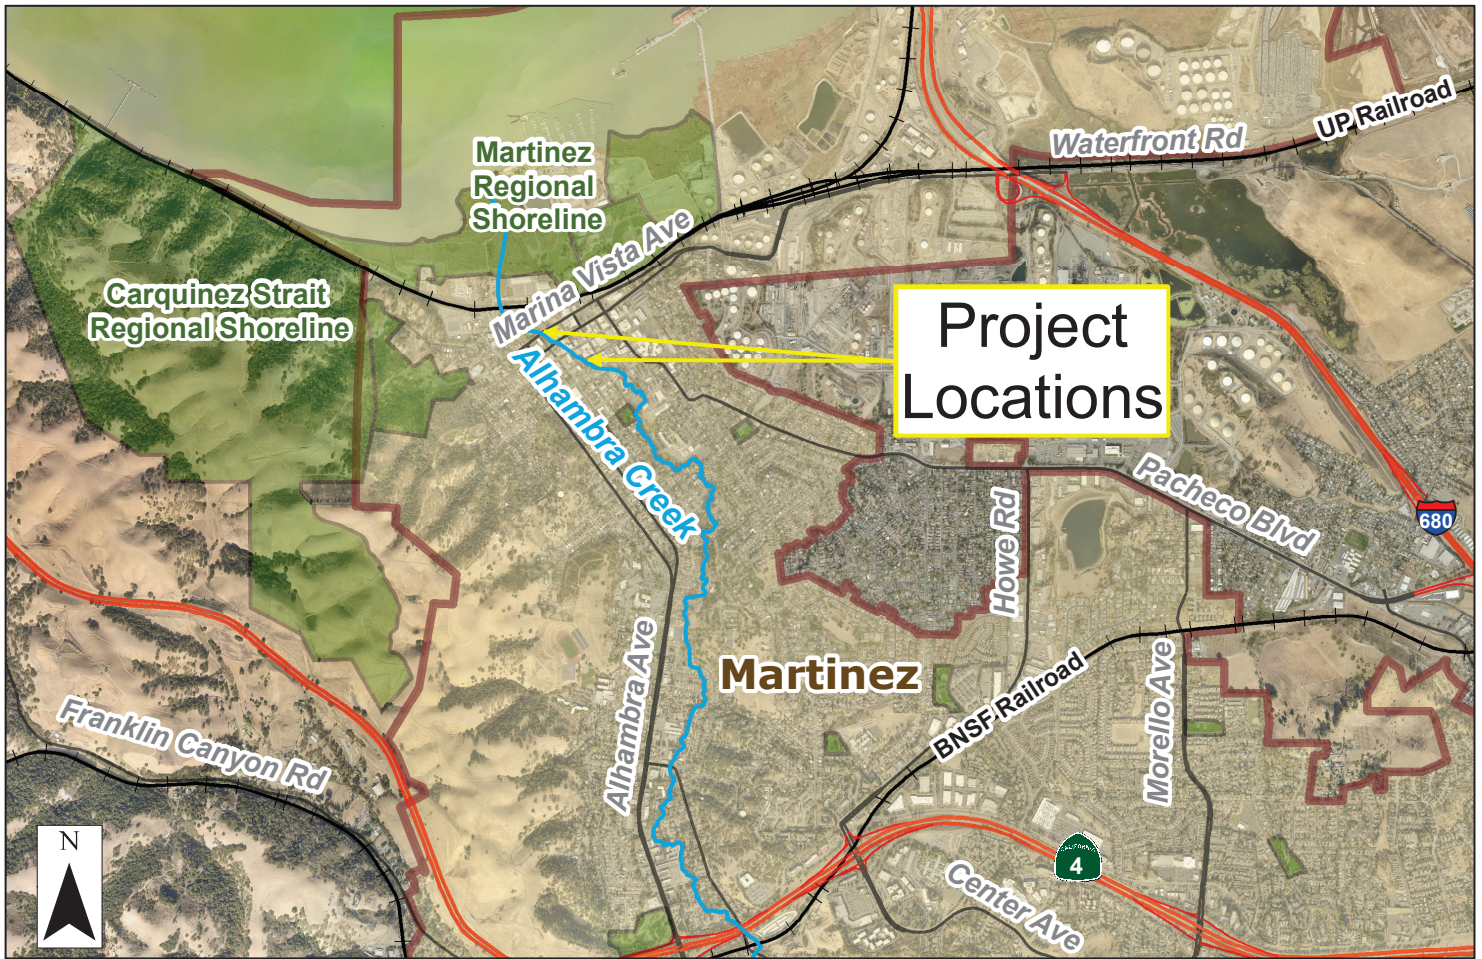 Martinez
Regional
Shoreline
Waterfront Rd
UP Railroad
Marina Vista Ave
Carquinez Strait
Regional Shoreline
Project
Locations
Alhambra Creek
Pacheco Blvd
680
Howe Rd
Alhambra Ave
Martinez
BNSF Railroad
Morello Ave
Franklin Canyon Rd
N
CALIFORNIA
4
Center Ave